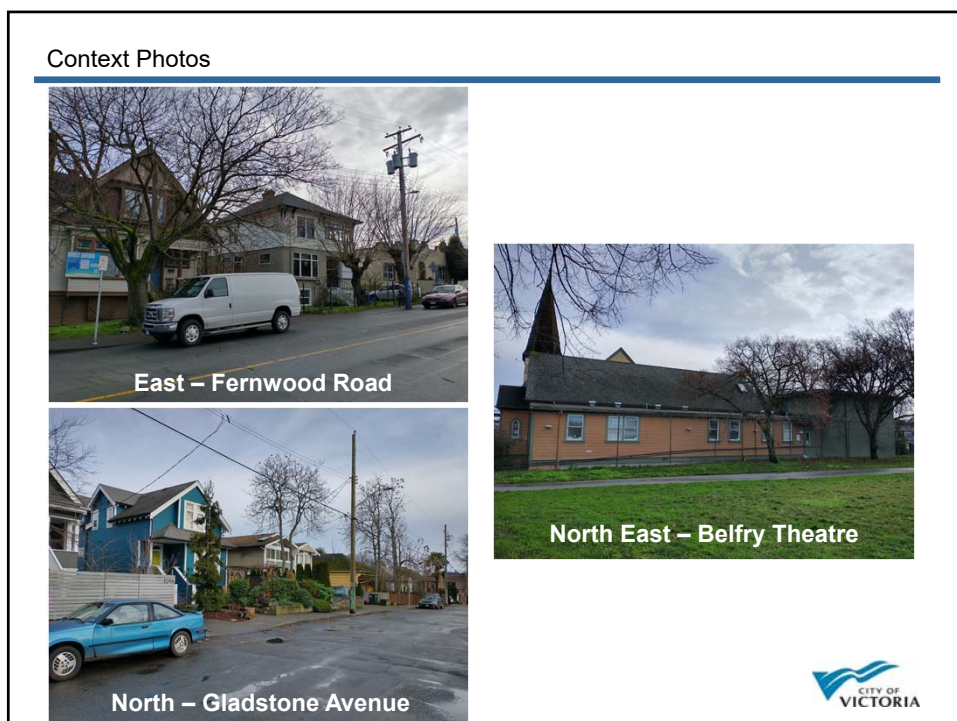 Context Photos
East – Fernwood Road
North East – Belfry Theatre
North – Gladstone Avenue
CITY OF
VICTORIA